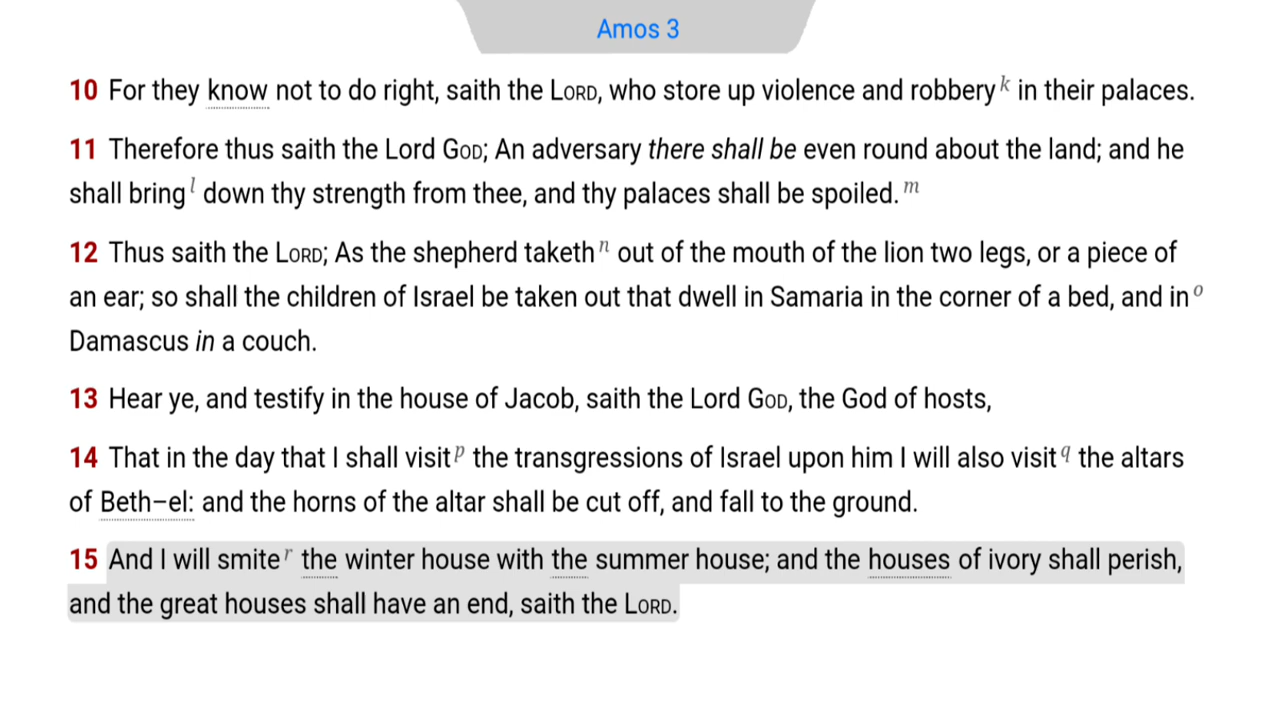 Amos 3
10 For they know not to do right, saith the LORD, who store up violence and robbery k in their palaces.
11 Therefore thus saith the Lord GOD; An adversary there shall be even round about the land; and he
shall bring l down thy strength from thee, and thy palaces shall be spoiled. m
12 Thus saith the LORD; As the shepherd taketh n out of the mouth of the lion two legs, or a piece of
an ear; so shall the children of Israel be taken out that dwell in Samaria in the corner of a bed, and in o
Damascus in a couch.
13 Hear ye, and testify in the house of Jacob, saith the Lord GOD, the God of hosts,
14 That in the day that I shall visit p the transgressions of Israel upon him I will also visit q the altars
of Beth–el: and the horns of the altar shall be cut off, and fall to the ground.
15 And I will smite r the winter house with the summer house; and the houses of ivory shall perish,
and the great houses shall have an end, saith the LORD.